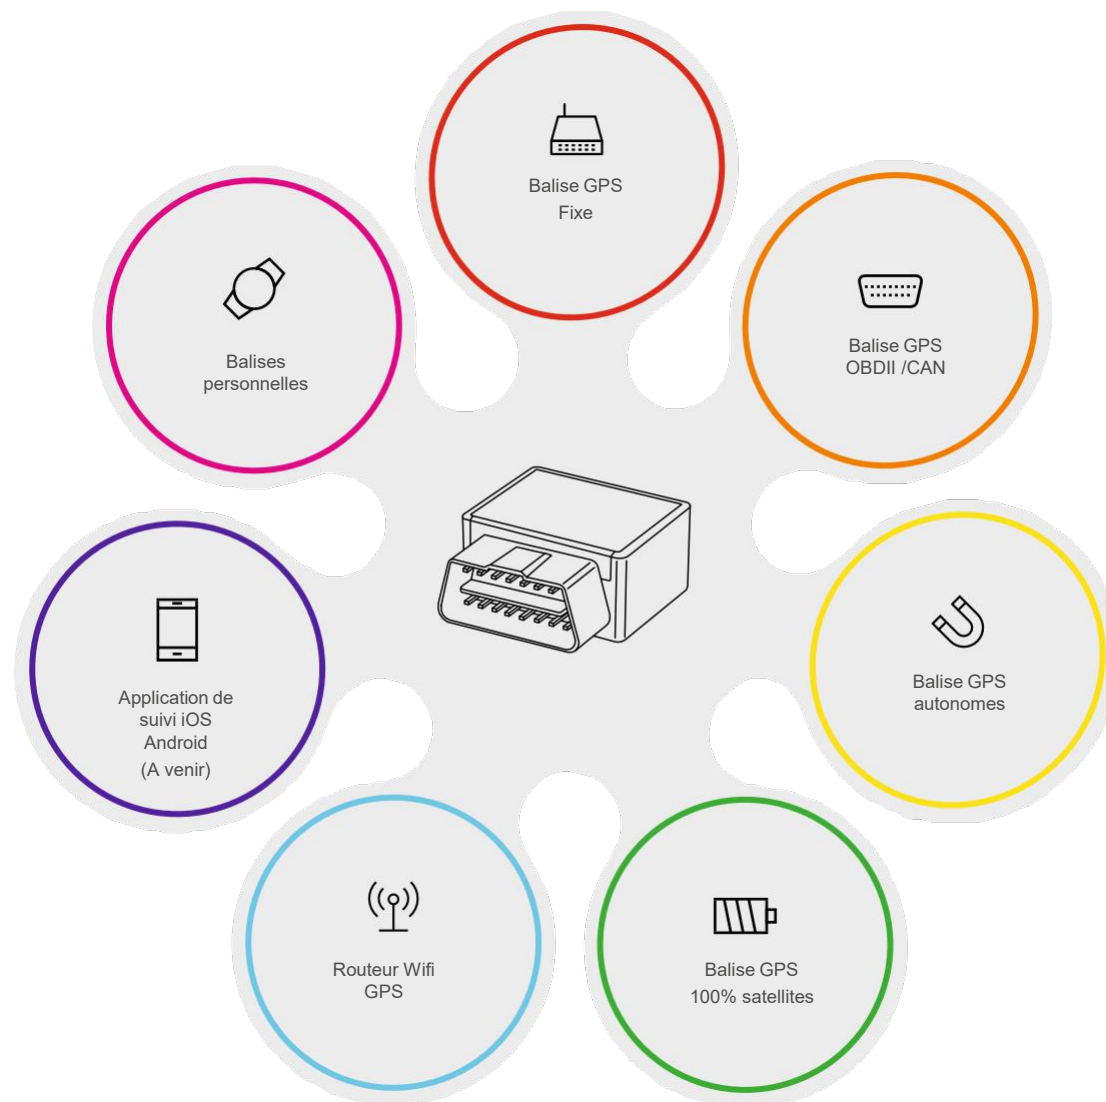 Balise GPS
Fixe
Balise GPS
OBDII /CAN
Balise GPS
autonomes
Balise GPS
100% satellites
Routeur Wifi
GPS
Application de
suivi iOS
Android
(A venir)
Balises
personnelles